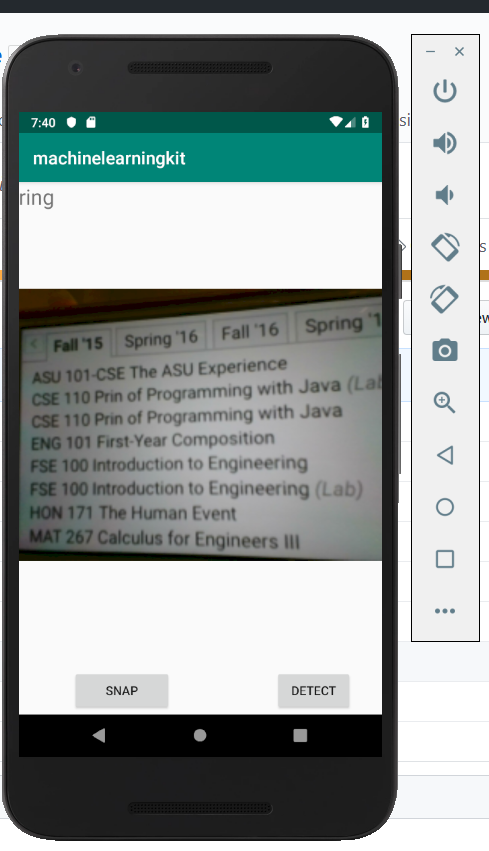 si
7:40
machinelearningkit
ring
s
Fall '15 Spring '16 Fall '16 Spring '1
ew
ASU 101-CSE The ASU Experience
CSE 110 Prin of Programming with Java (Lab
CSE 110 Prin of Programming with Java
ENG 101 First-Year Composition
FSE 100 Introduction to Engineering
FSE 100 Introduction to Engineering (Lab)
HON 171 The Human Event
MAT 267 Calculus for Engineers III
SNAP DETECT